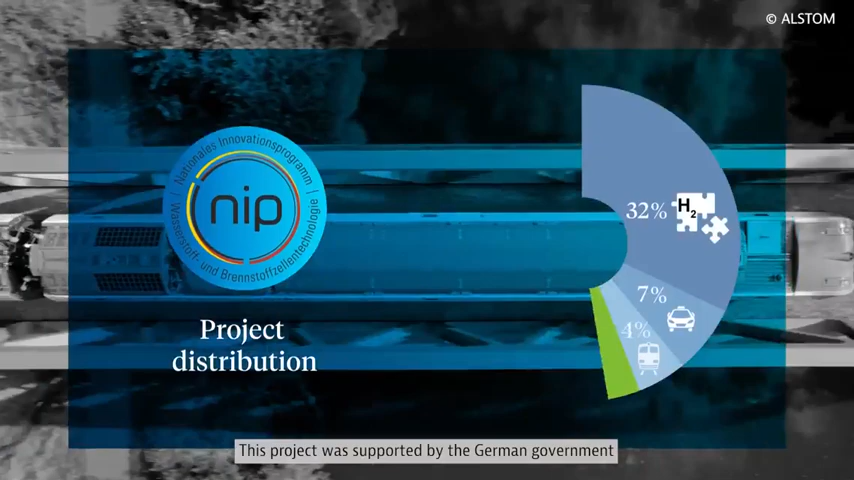 © ALSTOM
Nationales Innovationsprogramm
nip
Wasserstoff- und Brennstoffzellentechnologie
Project
distribution
32%
H2
7%
4%
This project was supported by the German government